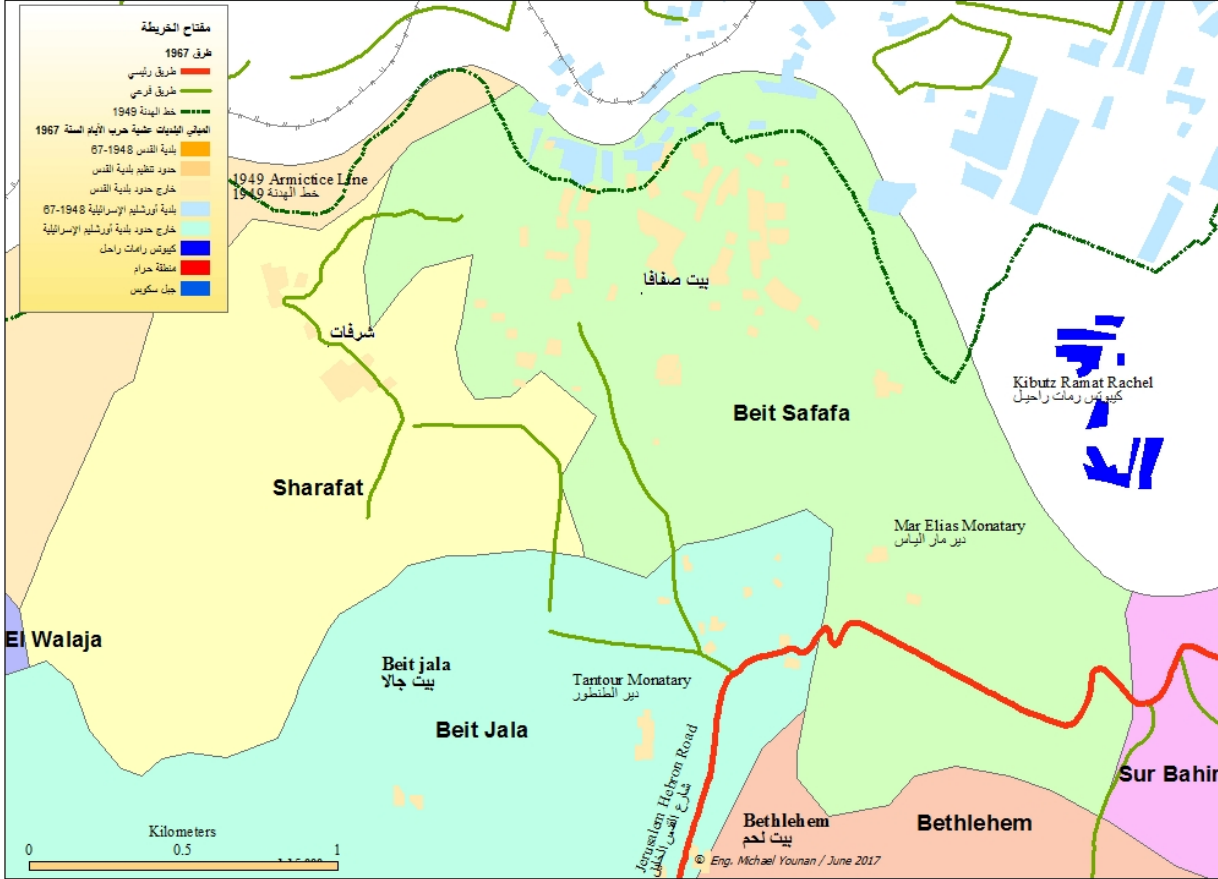 مفتاح الخريطة
طرق 1967
طريق رئيسي
طريق فرعي
خط الهدنة 1949
المباني البلديات عشية حرب الأيام الستة 1967
بلدية القدس 1948-67
حدود تنظيم بلدية القدس
خارج حدود بلدية القدس
بلدية أورشليم الإسرائيلية 1948-67
خارج حدود بلدية أورشليم الإسرائيلية
كيبوتس رامات راحل
منطقة حرام
جبل سكوبس
1949 Armictice Line
خط الهدنة 1949
بيت صفافا
شرفات
Kibutz Ramat Rachel
كيبوتس رمات راحيل
Beit Safafa
Sharafat
Mar Elias Monatary
دير مار الياس
El Walaja
Beit jala
بيت جالا
Tantour Monatary
دير الطنطور
Beit Jala
Sur Bahir
Jerusalem Hebron Road
شارع القدس الخليل
Bethlehem
بيت لحم
Bethlehem
Kilometers
0 0.5 1
© Eng. Michael Younan / June 2017